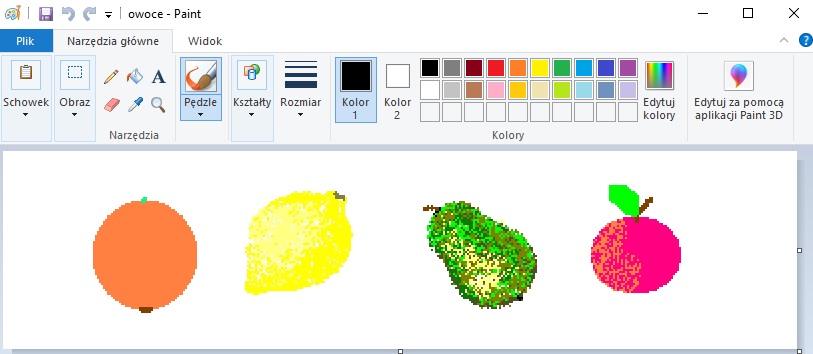 owoce - Paint
Plik
Narzędzia główne
Widok
Schowek
Obraz
Narzędzia
Pędzle
Kształty
Rozmiar
Kolor
1
Kolor
2
Kolory
Edytuj
kolory
Edytuj za pomocą
aplikacji Paint 3D